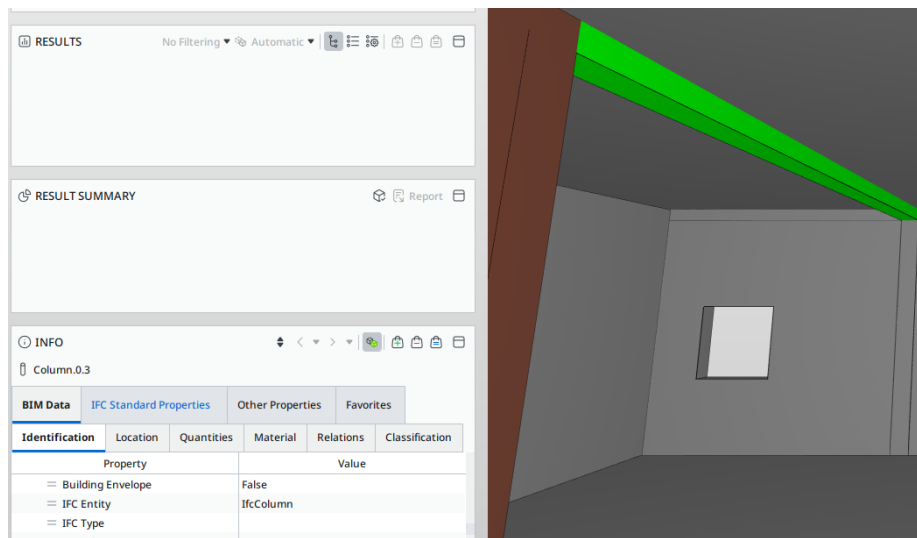 RESULTS No Filtering Automatic
RESULT SUMMARY Report
INFO
Column.0.3
BIM Data IFC Standard Properties Other Properties Favorites
Identification Location Quantities Material Relations Classification
Property Value
Building Envelope False
IFC Entity IfcColumn
IFC Type